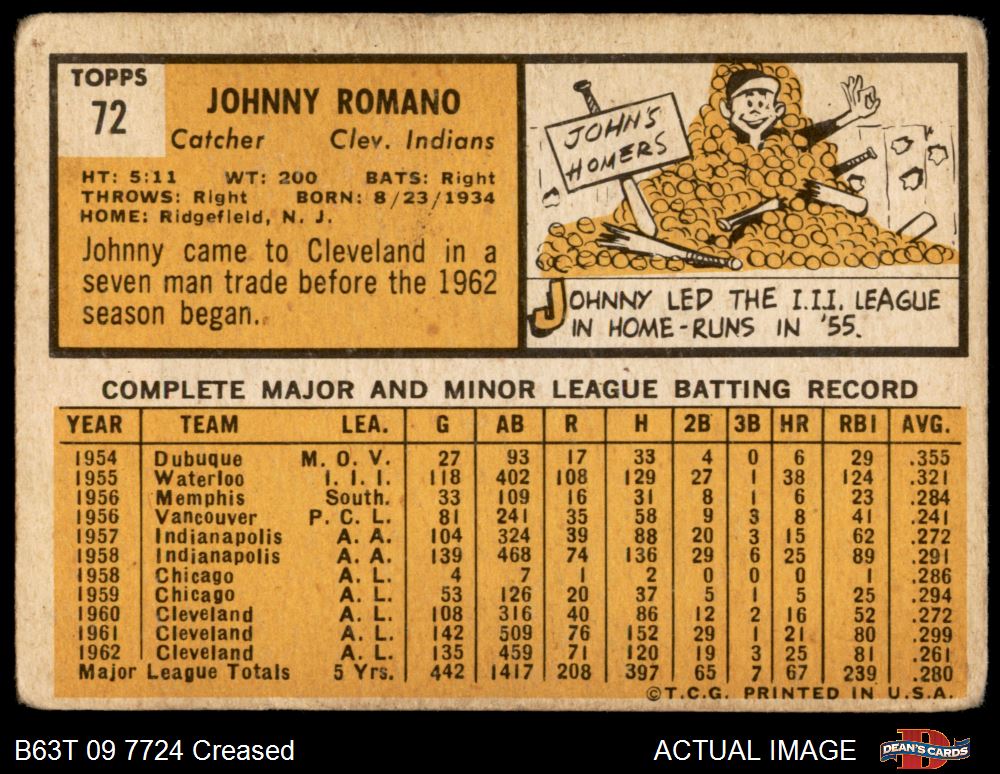 TOPPS
72
JOHNNY ROMANO
Catcher Clev. Indians
HT: 5:11 WT: 200 BATS: Right
THROWS: Right BORN: 8/23/1934
HOME: Ridgefield, N. J.
Johnny came to Cleveland in a
seven man trade before the 1962
season began.
JOHN'S
HOMERS
JOHNNY LED THE I.I.I. LEAGUE
IN HOME-RUNS IN '55.
COMPLETE MAJOR AND MINOR LEAGUE BATTING RECORD
YEAR TEAM LEA. G AB R H 2B 3B HR RBI AVG.
1954 Dubuque M. O. V. 27 93 17 33 4 0 6 29 .355
1955 Waterloo I. I. I. 118 402 108 129 27 1 38 124 .321
1956 Memphis South. 33 109 16 31 8 1 6 23 .284
1956 Vancouver P. C. L. 81 241 35 58 9 3 8 41 .241
1957 Indianapolis A. A. 104 324 39 88 20 3 15 62 .272
1958 Indianapolis A. A. 139 468 74 136 29 6 25 89 .291
1958 Chicago A. L. 4 7 1 2 0 0 0 1 .286
1959 Chicago A. L. 53 126 20 37 5 1 5 25 .294
1960 Cleveland A. L. 108 316 40 86 12 2 16 52 .272
1961 Cleveland A. L. 142 509 76 152 29 1 21 80 .299
1962 Cleveland A. L. 135 459 71 120 19 3 25 81 .261
Major League Totals 5 Yrs. 442 1417 208 397 65 7 67 239 .280
©T.C.G. PRINTED IN U.S.A.
B63T 09 7724 Creased
ACTUAL IMAGE
DEAN'S CARDS